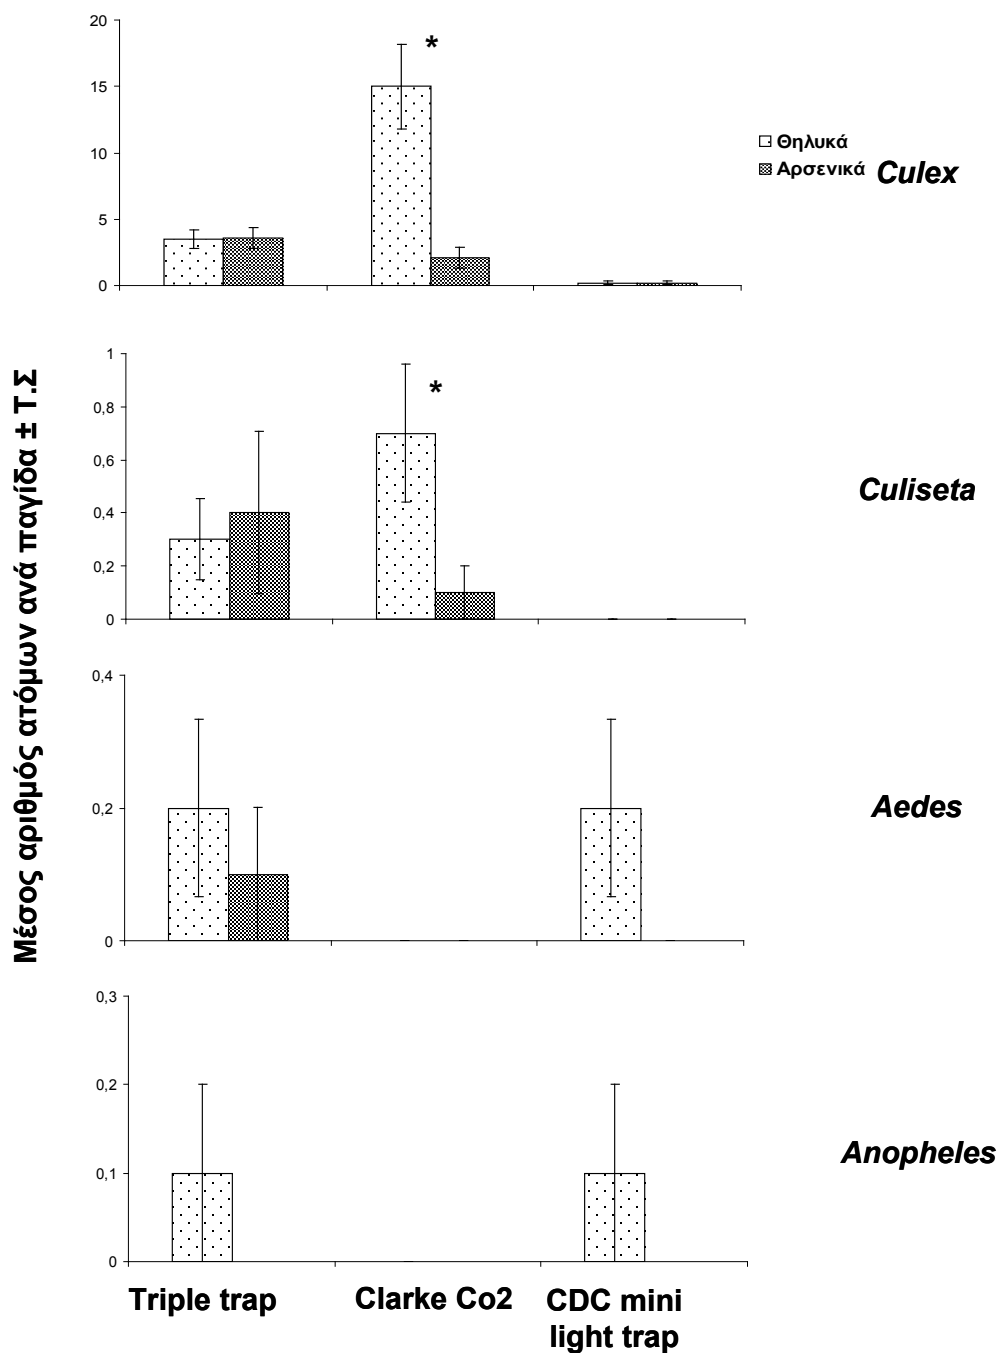 Μέσος αριθμός ατόμων ανά παγίδα ± Τ.Σ
20
15
10
5
0
*
Θηλυκά
Αρσενικά
Culex
1
0,8
0,6
0,4
0,2
0
*
Culiseta
0,4
0,2
0
Aedes
0,3
0,2
0,1
0
Anopheles
Triple trap
Clarke Co2
CDC mini
light trap